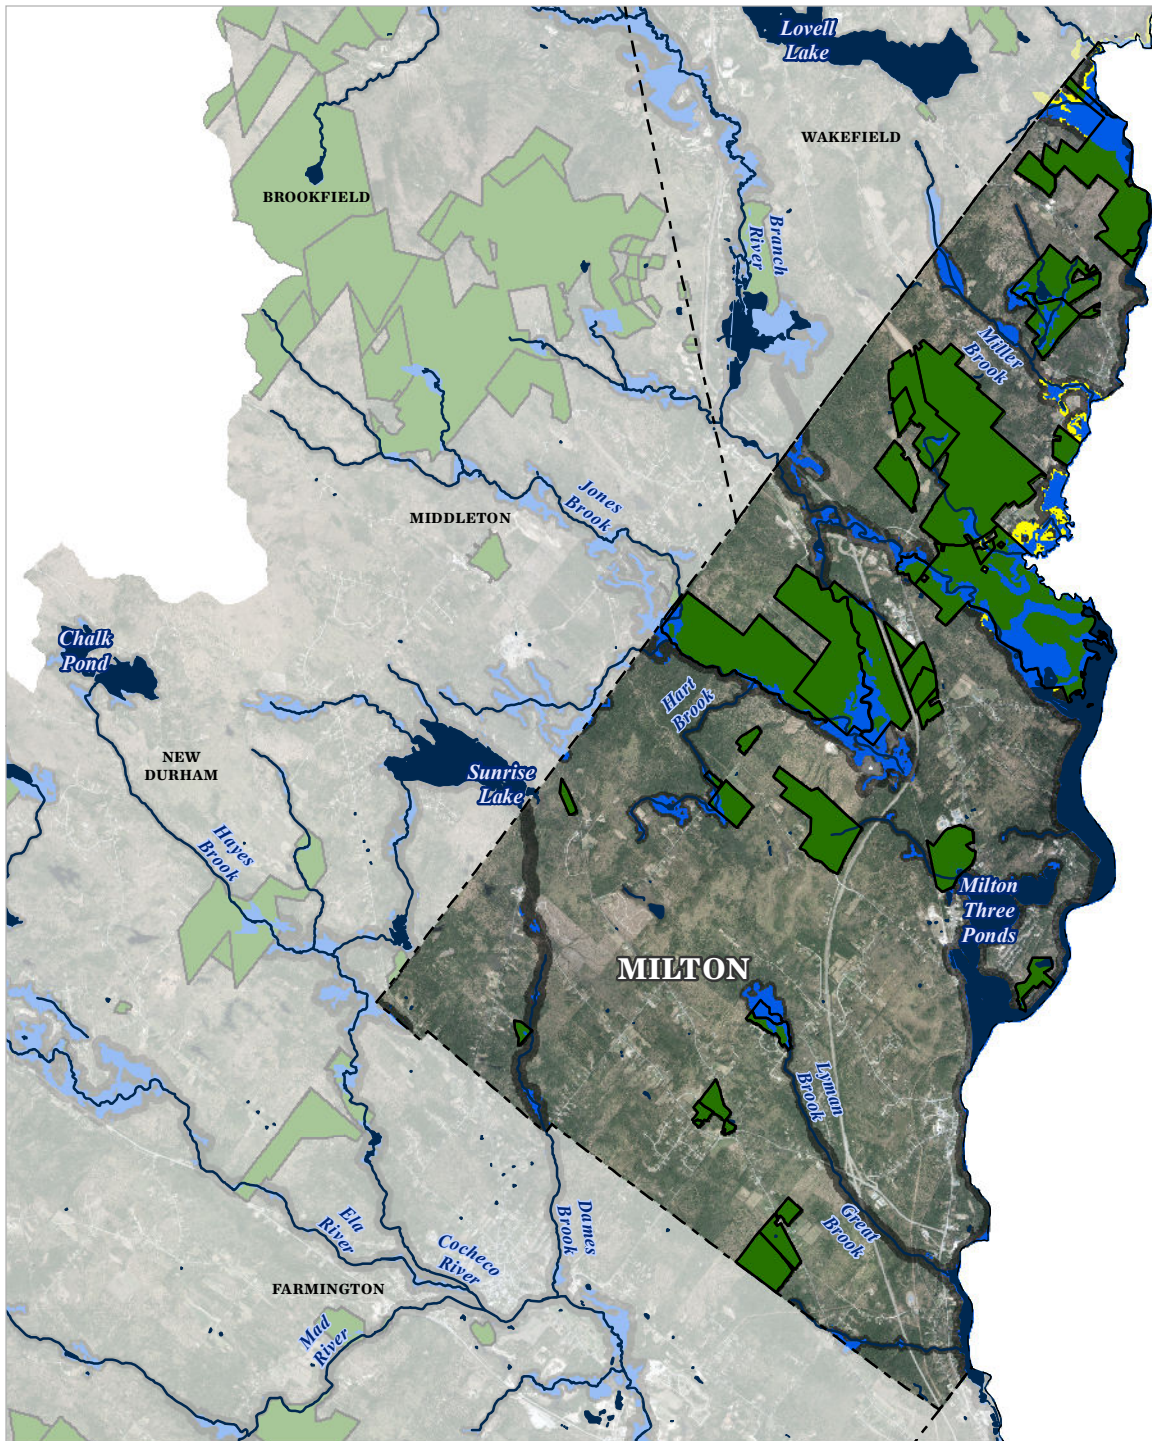 Lovell
Lake
WAKEFIELD
BROOKFIELD
Branch
River
Miller
Brook
Jones
Brook
MIDDLETON
Chalk
Pond
Hart
Brook
NEW
DURHAM
Sunrise
Lake
Hayes
Brook
Milton
Three
Ponds
MILTON
Lyman
Brook
Great
Brook
Dames
Brook
Ela
River
Cocheco
River
FARMINGTON
Mad
River